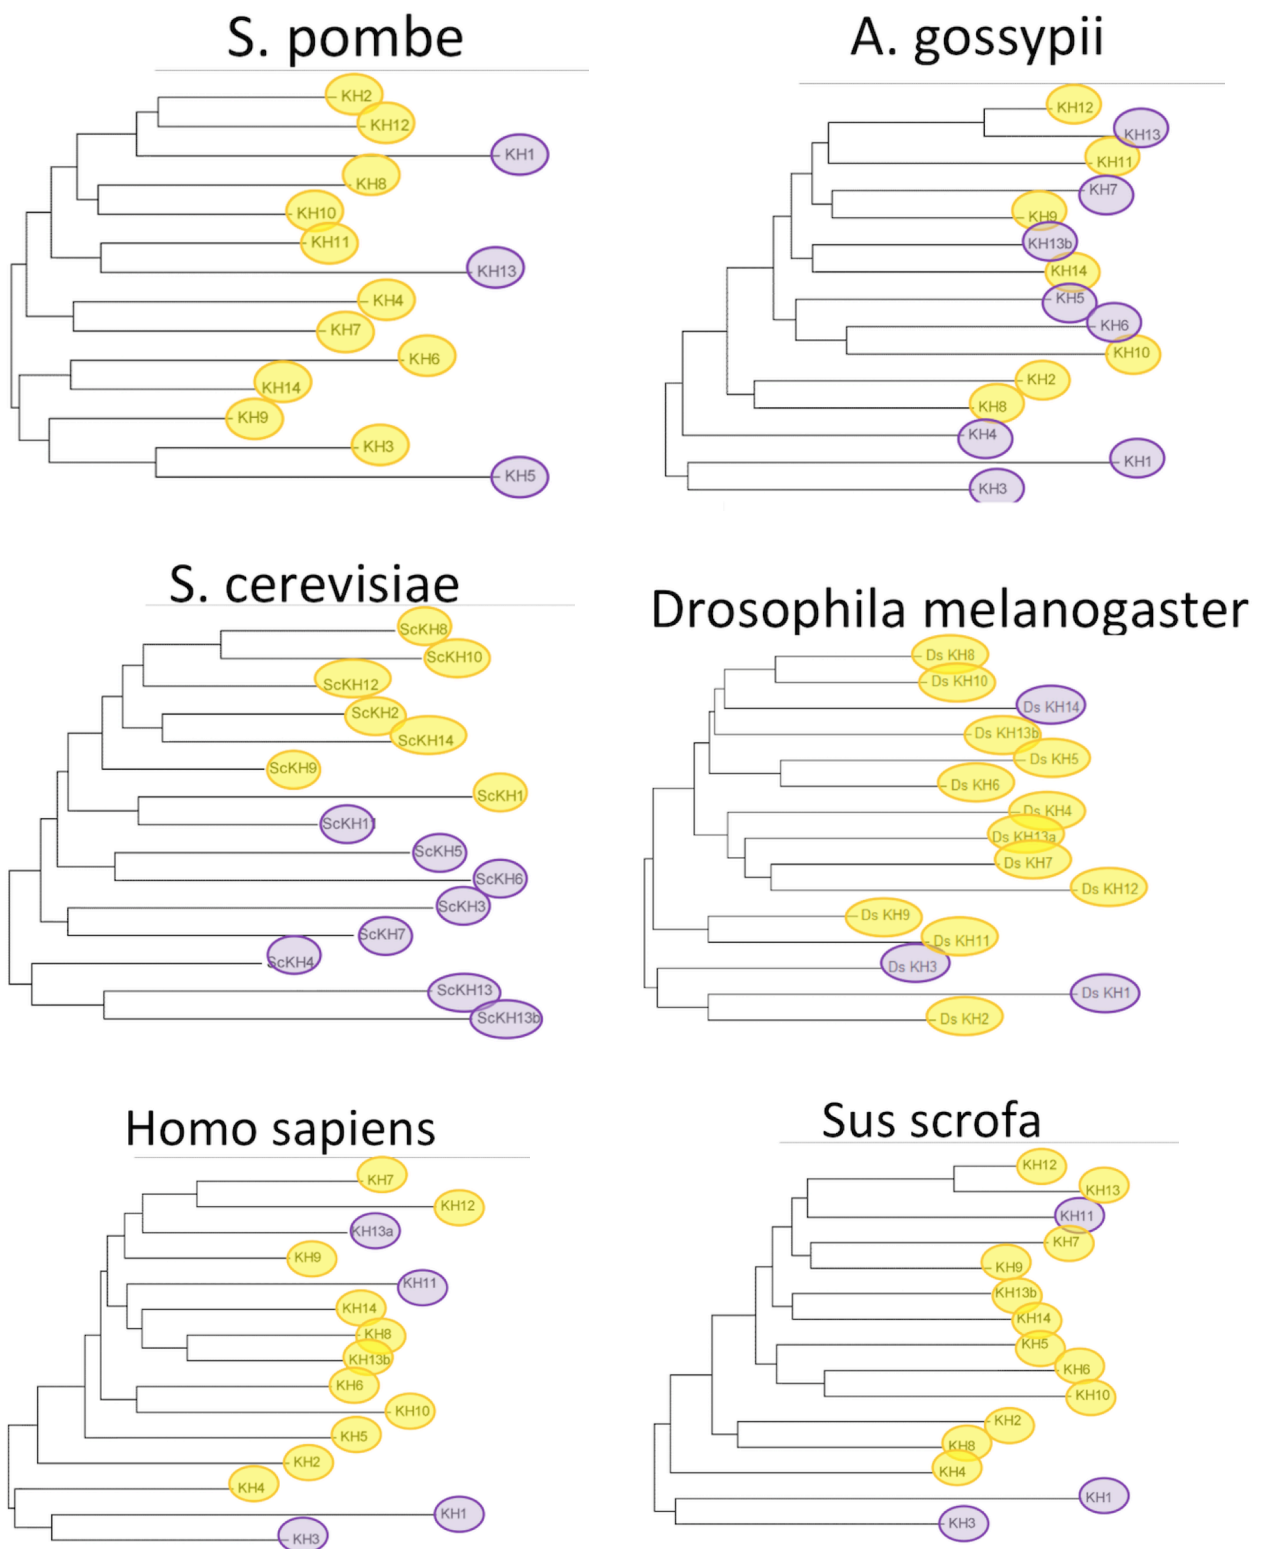 S. pombe
KH2
KH12
KH1
KH8
KH10
KH11
KH13
KH4
KH7
KH6
KH14
KH9
KH3
KH5
A. gossypii
KH12
KH13
KH11
KH7
KH9
KH13b
KH14
KH5
KH6
KH10
KH2
KH8
KH4
KH1
KH3
S. cerevisiae
ScKH8
ScKH10
ScKH12
ScKH2
ScKH14
ScKH9
ScKH1
ScKH11
ScKH5
ScKH6
ScKH3
ScKH7
ScKH4
ScKH13
ScKH13b
Drosophila melanogaster
Ds KH8
Ds KH10
Ds KH14
Ds KH13b
Ds KH5
Ds KH6
Ds KH4
Ds KH13a
Ds KH7
Ds KH12
Ds KH9
Ds KH11
Ds KH3
Ds KH1
Ds KH2
Homo sapiens
KH7
KH12
KH13a
KH9
KH11
KH14
KH8
KH13b
KH6
KH10
KH5
KH2
KH4
KH1
KH3
Sus scrofa
KH12
KH13
KH11
KH7
KH9
KH13b
KH14
KH5
KH6
KH10
KH2
KH8
KH4
KH1
KH3